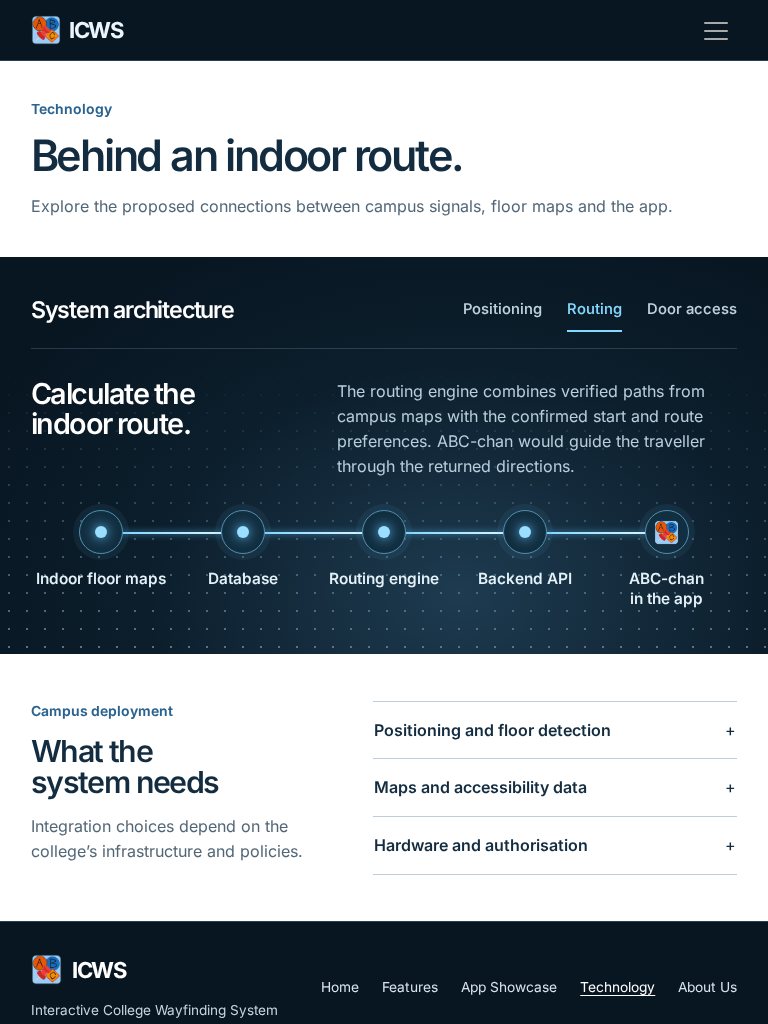 ICWS
Technology
Behind an indoor route.
Explore the proposed connections between campus signals, floor maps and the app.
System architecture
Positioning
Routing
Door access
Calculate the
indoor route.
The routing engine combines verified paths from
campus maps with the confirmed start and route
preferences. ABC-chan would guide the traveller
through the returned directions.
Indoor floor maps
Database
Routing engine
Backend API
ABC-chan
in the app
Campus deployment
What the
system needs
Integration choices depend on the
college’s infrastructure and policies.
Positioning and floor detection +
Maps and accessibility data +
Hardware and authorisation +
ICWS
Interactive College Wayfinding System
Home
Features
App Showcase
Technology
About Us